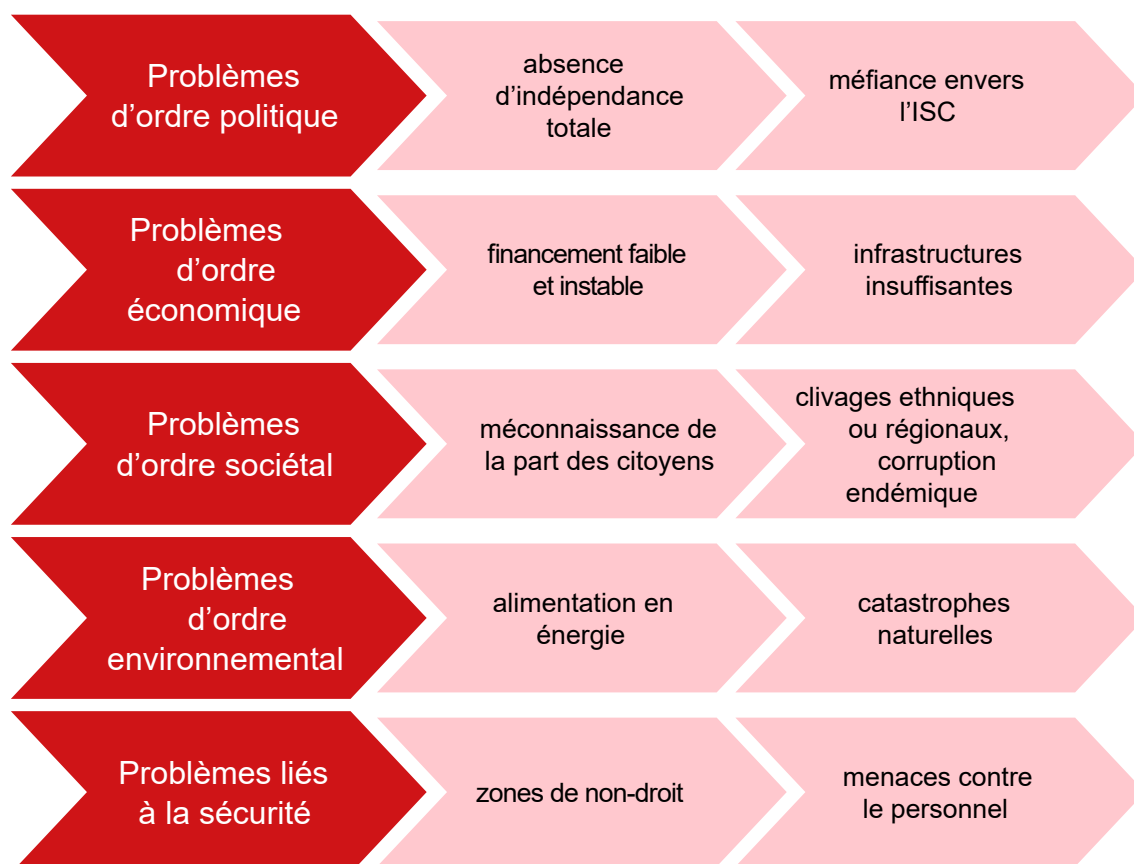 Problèmes
d’ordre politique
absence
d’indépendance
totale
méfiance envers
l’ISC
Problèmes
d’ordre
économique
financement faible
et instable
infrastructures
insuffisantes
Problèmes
d’ordre sociétal
méconnaissance de
la part des citoyens
clivages ethniques
ou régionaux,
corruption
endémique
Problèmes
d’ordre
environnemental
alimentation en
énergie
catastrophes
naturelles
Problèmes liés
à la sécurité
zones de non-droit
menaces contre
le personnel